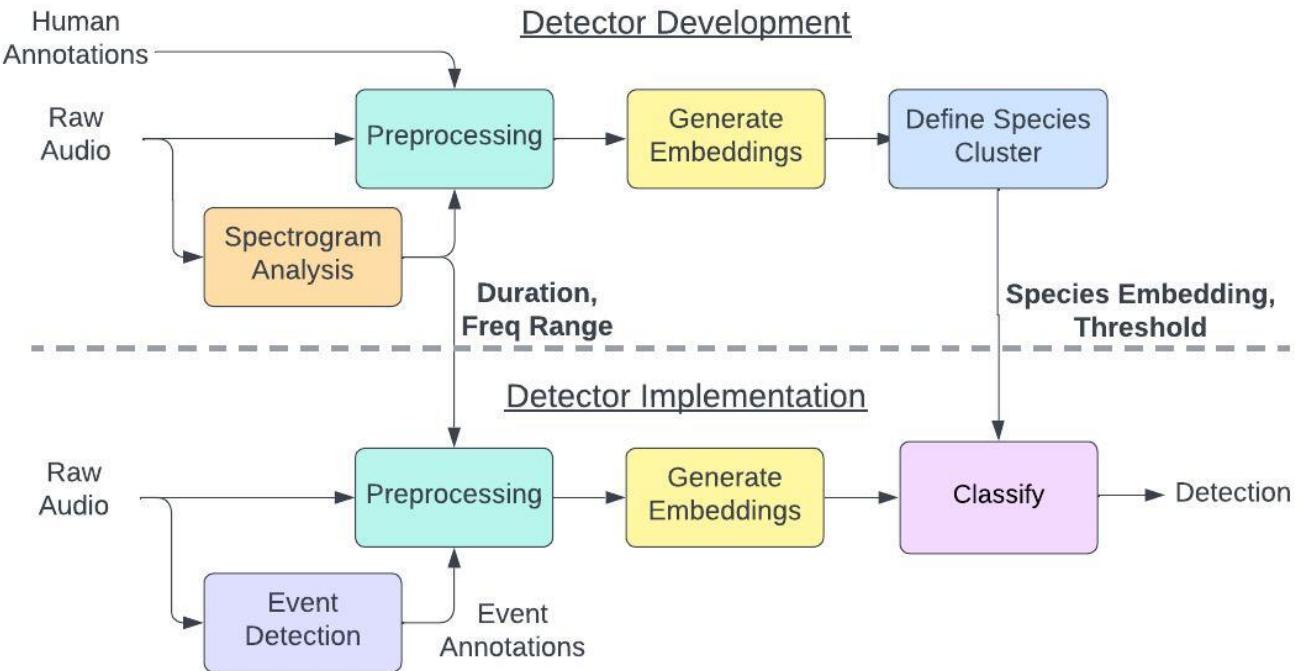 Detector Development
Human
Annotations
Raw
Audio
Preprocessing
Generate
Embeddings
Define Species
Cluster
Spectrogram
Analysis
Duration,
Freq Range
Species Embedding,
Threshold
Detector Implementation
Raw
Audio
Preprocessing
Generate
Embeddings
Classify
Detection
Event
Detection
Event
Annotations